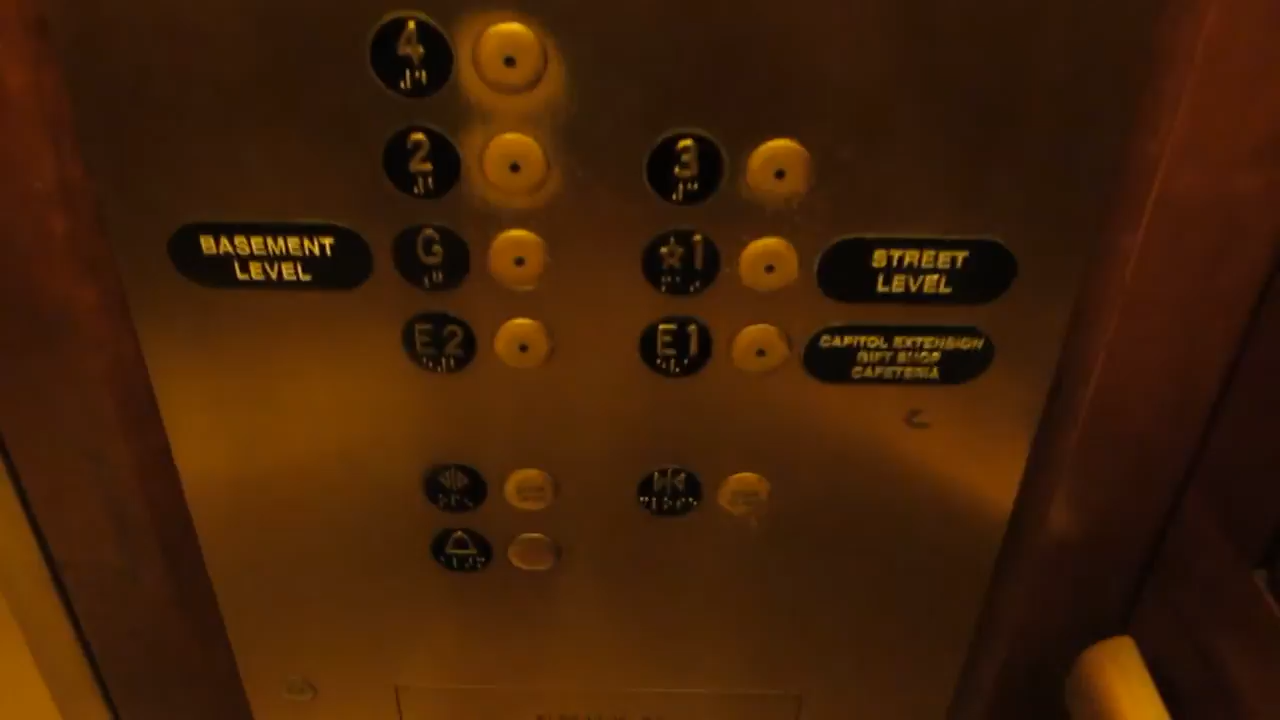 4
2
3
BASEMENT
LEVEL
G
★1
STREET
LEVEL
E2
E1
CAPITOL EXTENSION
GIFT SHOP
CAFETERIA